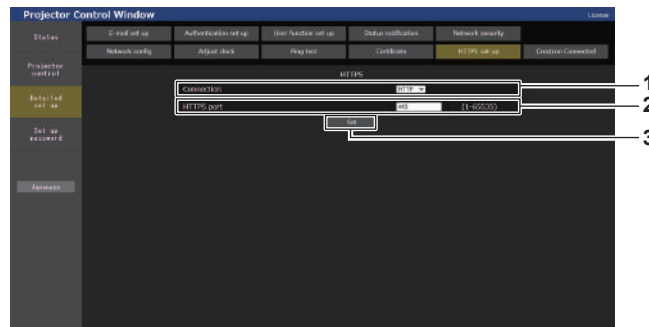 Projector Control Window
License
Status
E-mail set up
Authentication set up
User function set up
Status notification
Network security
Network config
Adjust clock
Ping test
Certificate
HTTPS set up
Crestron Connected
Projector
control
HTTPS
Connection
HTTP
1
Detailed
set up
HTTPS port
443
(1-65535)
2
Set
3
Set up
password